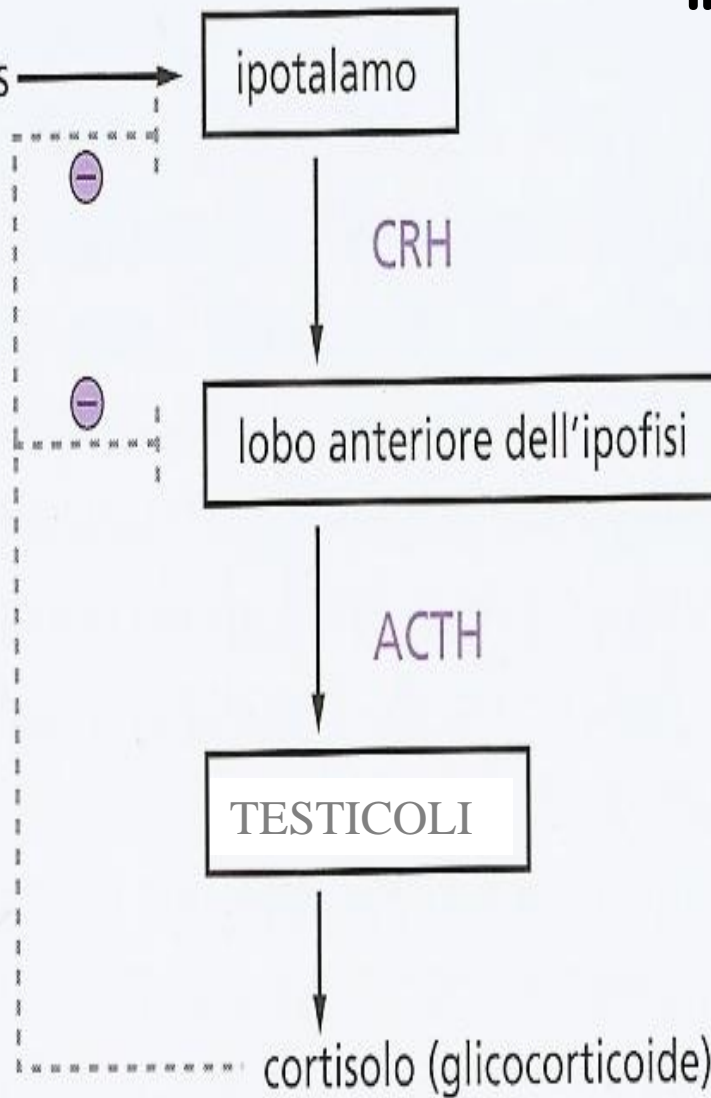 s
ipotalamo
−
CRH
−
lobo anteriore dell'ipofisi
ACTH
TESTICOLI
cortisolo (glicocorticoide)